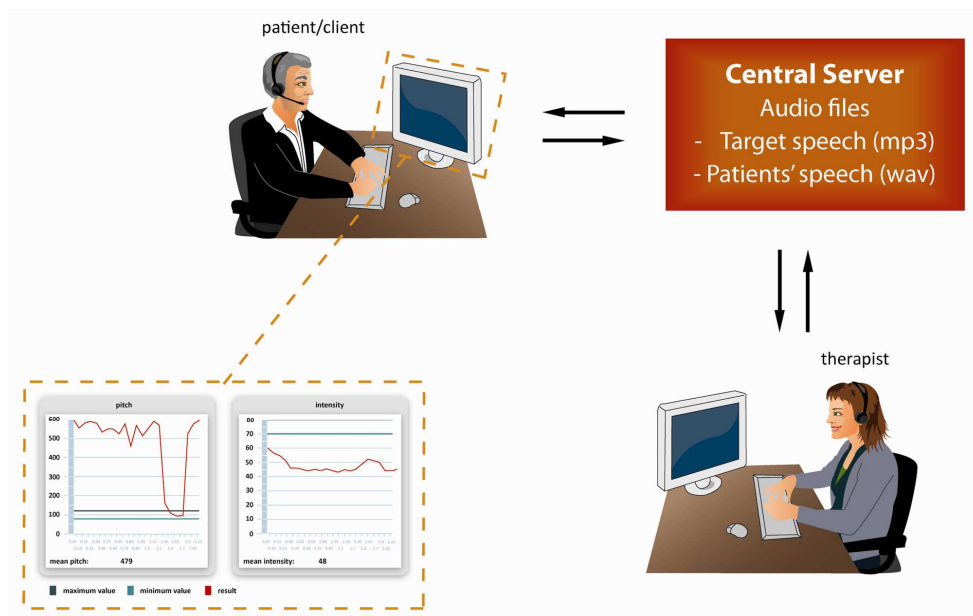 patient/client
Central Server
Audio files
- Target speech (mp3)
- Patients' speech (wav)
therapist
pitch
600
500
400
300
200
100
0
mean pitch: 479
intensity
80
70
60
50
40
30
20
10
0
mean intensity: 48
maximum value minimum value result